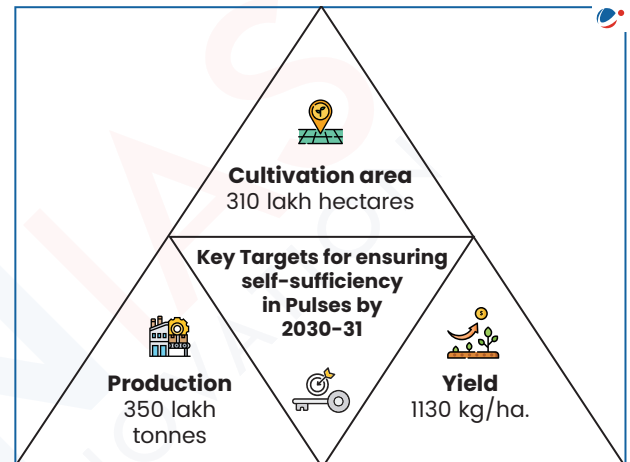 Cultivation area
310 lakh hectares
Key Targets for ensuring
self-sufficiency
in Pulses by
2030-31
Production
350 lakh
tonnes
Yield
1130 kg/ha.